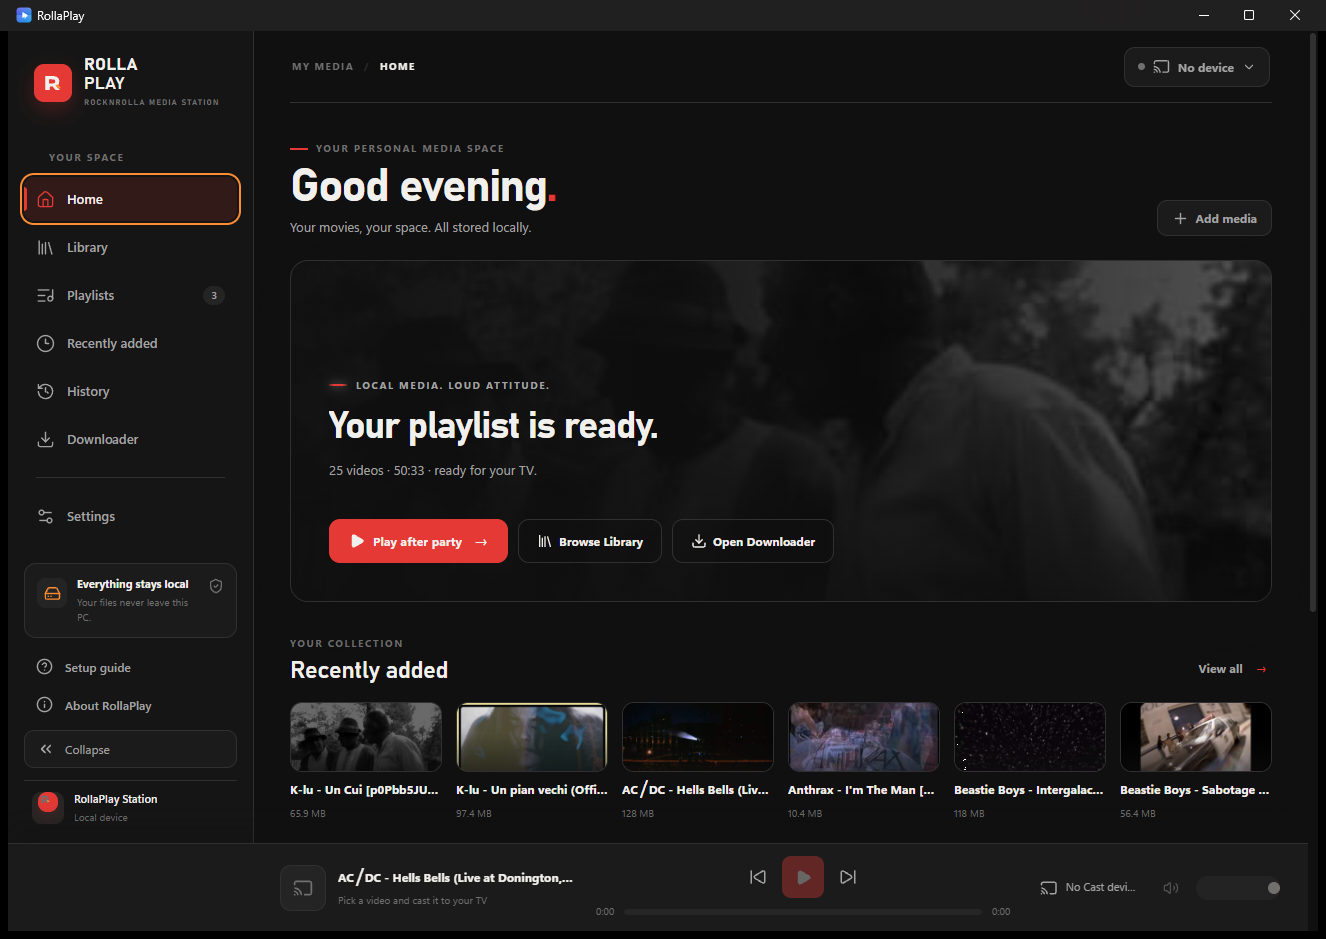 RollaPlay
ROLLA
PLAY
ROCKNROLLA MEDIA STATION
YOUR SPACE
Home
Library
Playlists 3
Recently added
History
Downloader
Settings
Everything stays local
Your files never leave this
PC.
Setup guide
About RollaPlay
Collapse
RollaPlay Station
Local device
MY MEDIA / HOME
No device
YOUR PERSONAL MEDIA SPACE
Good evening.
Your movies, your space. All stored locally.
Add media
LOCAL MEDIA. LOUD ATTITUDE.
Your playlist is ready.
25 videos · 50:33 · ready for your TV.
Play after party →
Browse Library
Open Downloader
YOUR COLLECTION
Recently added
View all →
K-lu - Un Cui [p0Pbb5JU...
65.9 MB
K-lu - Un pian vechi (Offi...
97.4 MB
AC/DC - Hells Bells (Liv...
128 MB
Anthrax - I'm The Man [...
10.4 MB
Beastie Boys - Intergalac...
118 MB
Beastie Boys - Sabotage ...
56.4 MB
AC/DC - Hells Bells (Live at Donington,...
Pick a video and cast it to your TV
0:00
0:00
No Cast devi...